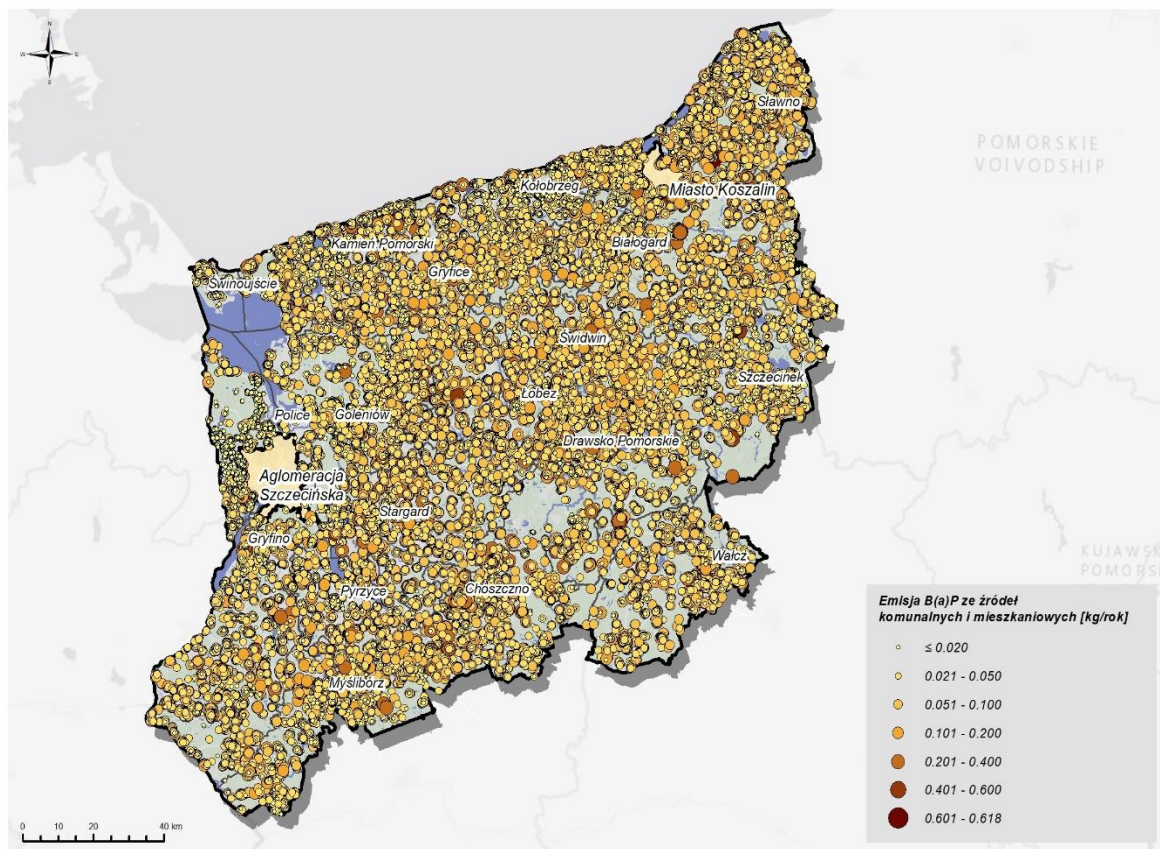 N
W
E
S
POMORSKIE
VOIVODSHIP
Sławno
Miasto Koszalin
Kołobrzeg
Białogard
Kamień Pomorski
Gryfice
Świnoujście
Świdwin
Szczecinek
Łobez
Police
Goleniów
Drawsko Pomorskie
Aglomeracja
Szczecińska
Stargard
Gryfino
Wałcz
KUJAWSK
POMORSK
Choszczno
Pyrzyce
Myślibórz
Emisja B(a)P ze źródeł
komunalnych i mieszkaniowych [kg/rok]
≤ 0.020
0.021 - 0.050
0.051 - 0.100
0.101 - 0.200
0.201 - 0.400
0.401 - 0.600
0.601 - 0.618
0 10 20 40 km